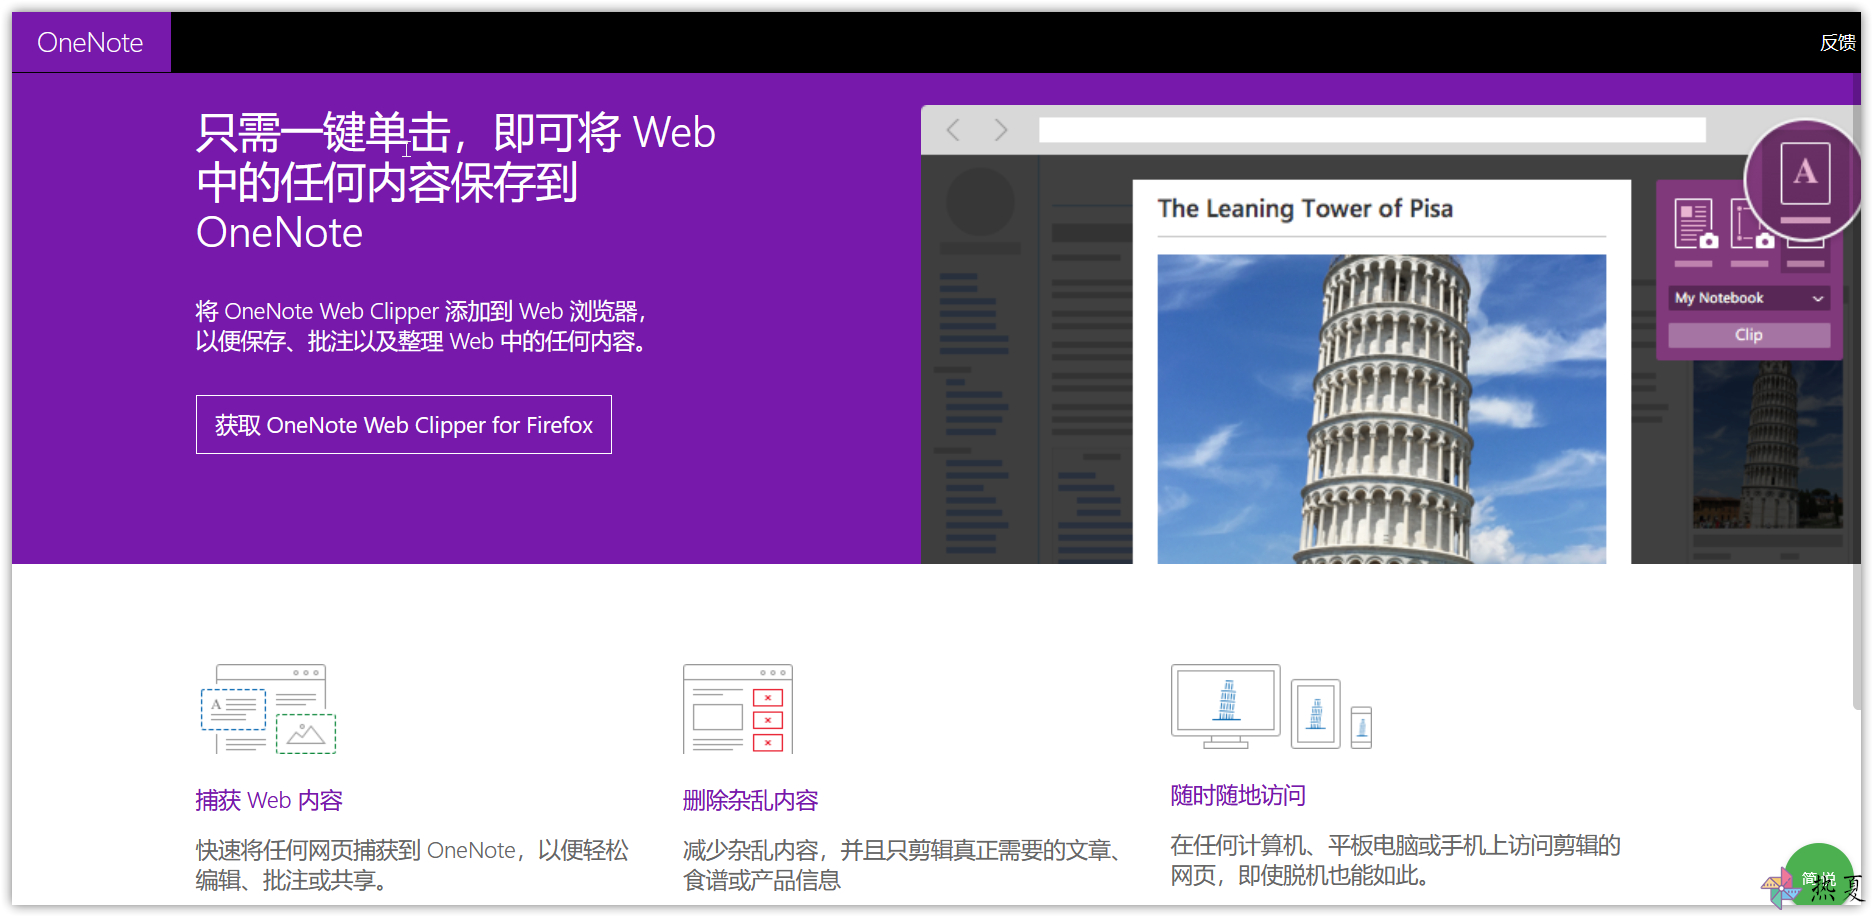 OneNote
反馈
只需一键单击，即可将 Web
中的任何内容保存到
OneNote
将 OneNote Web Clipper 添加到 Web 浏览器，
以便保存、批注以及整理 Web 中的任何内容。
获取 OneNote Web Clipper for Firefox
The Leaning Tower of Pisa
A
My Notebook
Clip
A
捕获 Web 内容
快速将任何网页捕获到 OneNote，以便轻松
编辑、批注或共享。
删除杂乱内容
减少杂乱内容，并且只剪辑真正需要的文章、
食谱或产品信息
随时随地访问
在任何计算机、平板电脑或手机上访问剪辑的
网页，即使脱机也能如此。
简悦
热夏